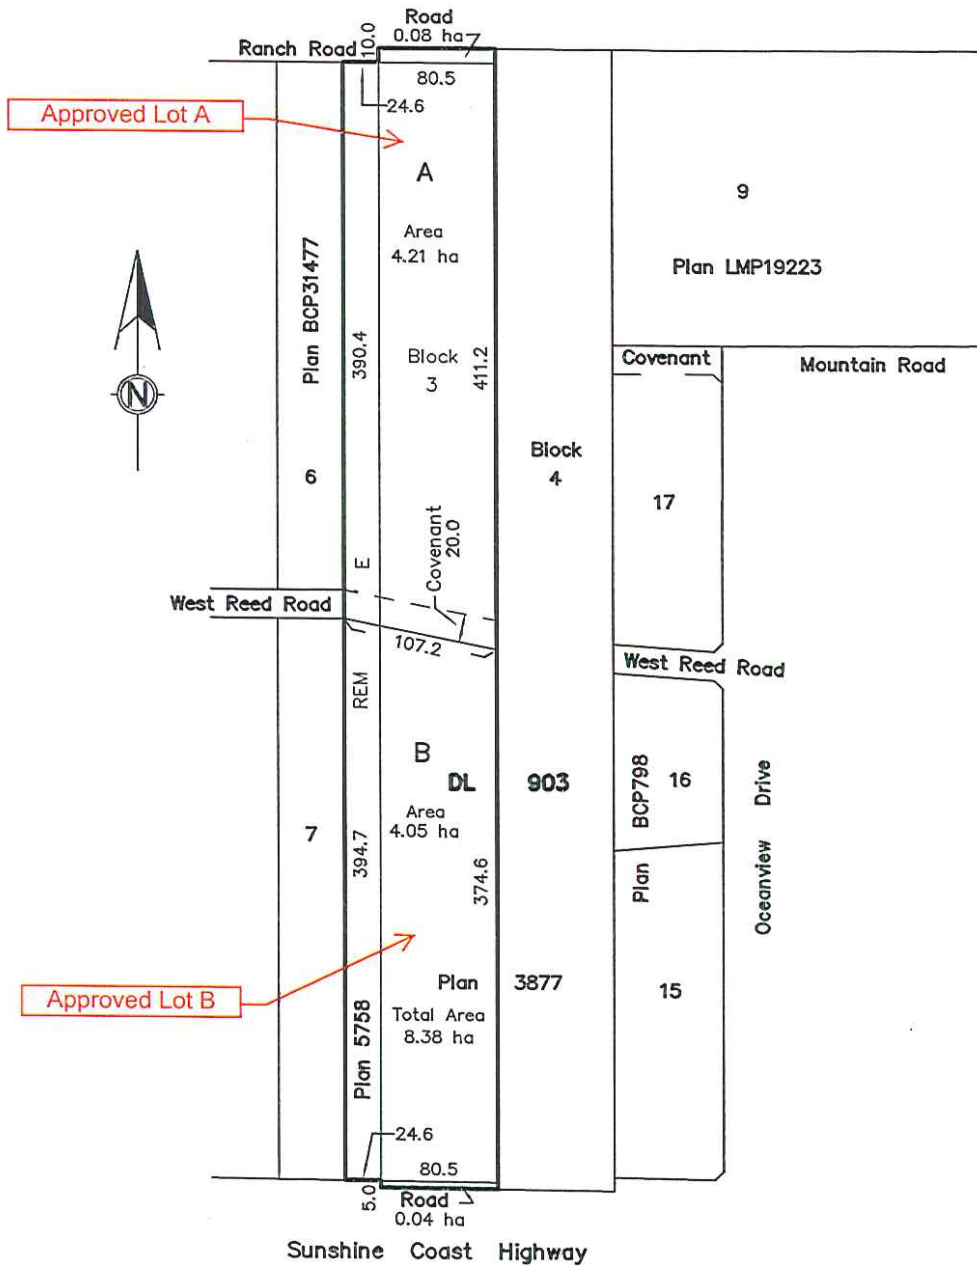 Road
0.08 ha
Ranch Road
10.0
80.5
24.6
Approved Lot A
A
9
Area
4.21 ha
Plan LMP19223
Plan BCP31477
390.4
Block
3
411.2
Covenant
Mountain Road
N
Block
4
6
17
Covenant
20.0
E
West Reed Road
107.2
West Reed Road
REM
B
DL 903
BCP798
16
Oceanview Drive
Area
4.05 ha
7
394.7
374.6
Plan
Plan 3877
15
Approved Lot B
Total Area
8.38 ha
Plan 5758
24.6
80.5
5.0
Road
0.04 ha
Sunshine Coast Highway